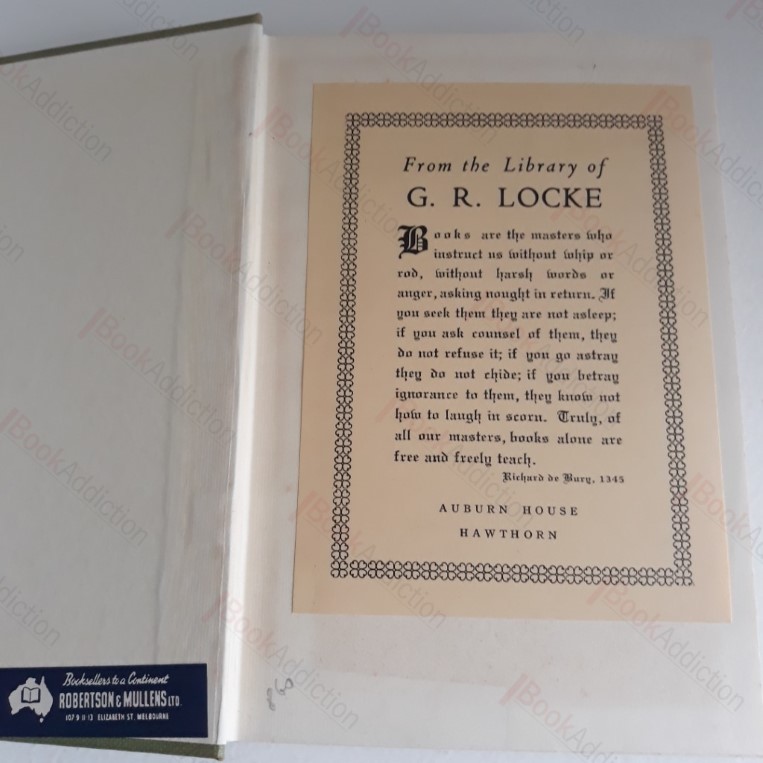 From the Library of
G. R. LOCKE
Books are the masters who
instruct us without whip or
rod, without harsh words or
anger, asking nought in return. If
you seek them they are not asleep;
if you ask counsel of them, they
do not refuse it; if you go astray
they do not chide; if you betray
ignorance to them, they know not
how to laugh in scorn. Truly, of
all our masters, books alone are
free and freely teach.
Richard de Bury, 1345
AUBURN HOUSE
HAWTHORN
Booksellers to a Continent
ROBERTSON & MULLENS LTD.
107 9 11 13 ELIZABETH ST. MELBOURNE
BookAddiction